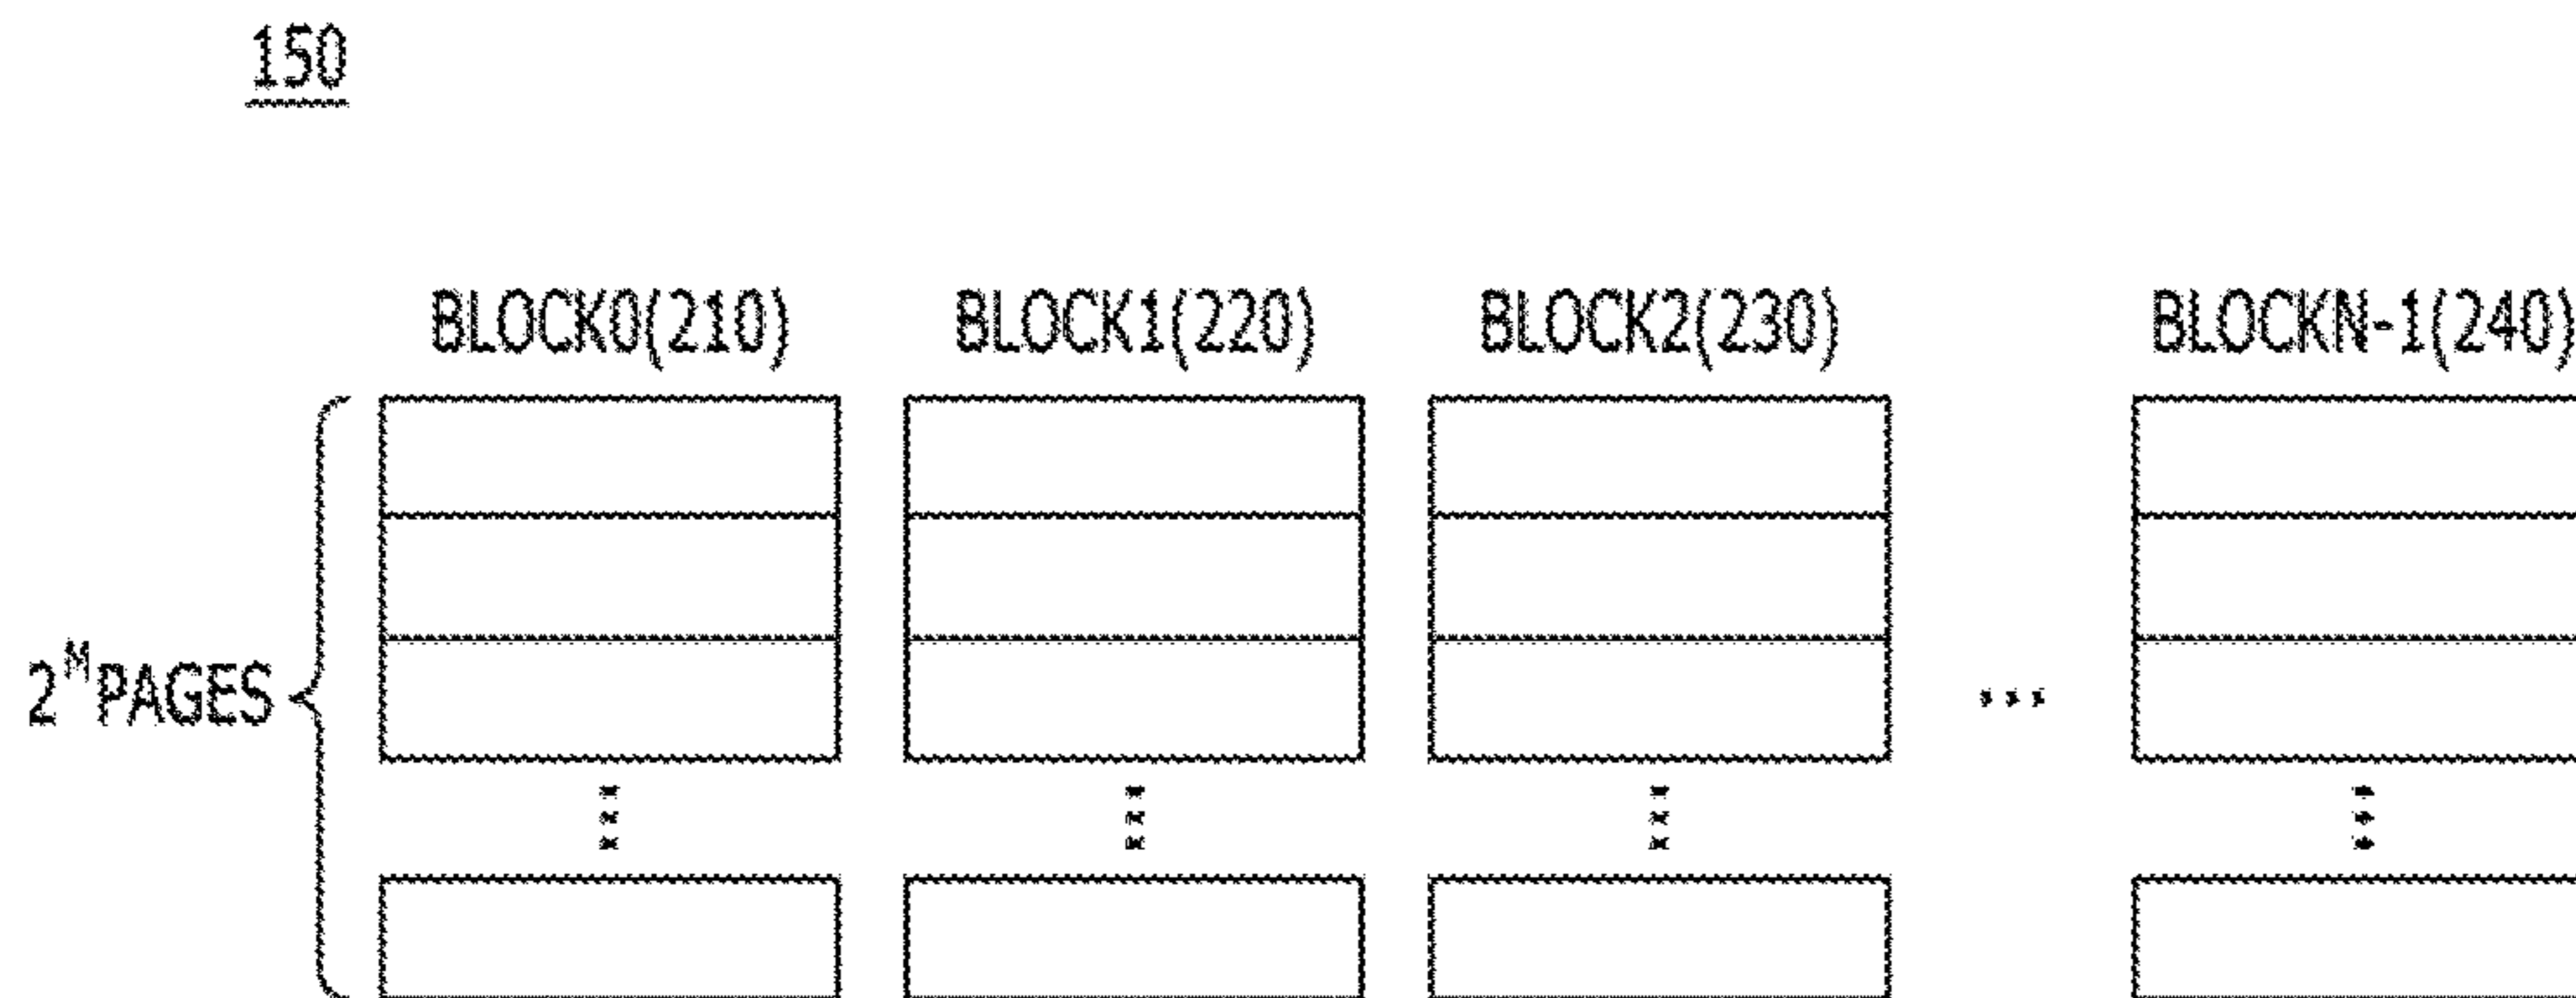 150
BLOCK0(210) BLOCK1(220) BLOCK2(230) BLOCKN-1(240)
2^M PAGES
...